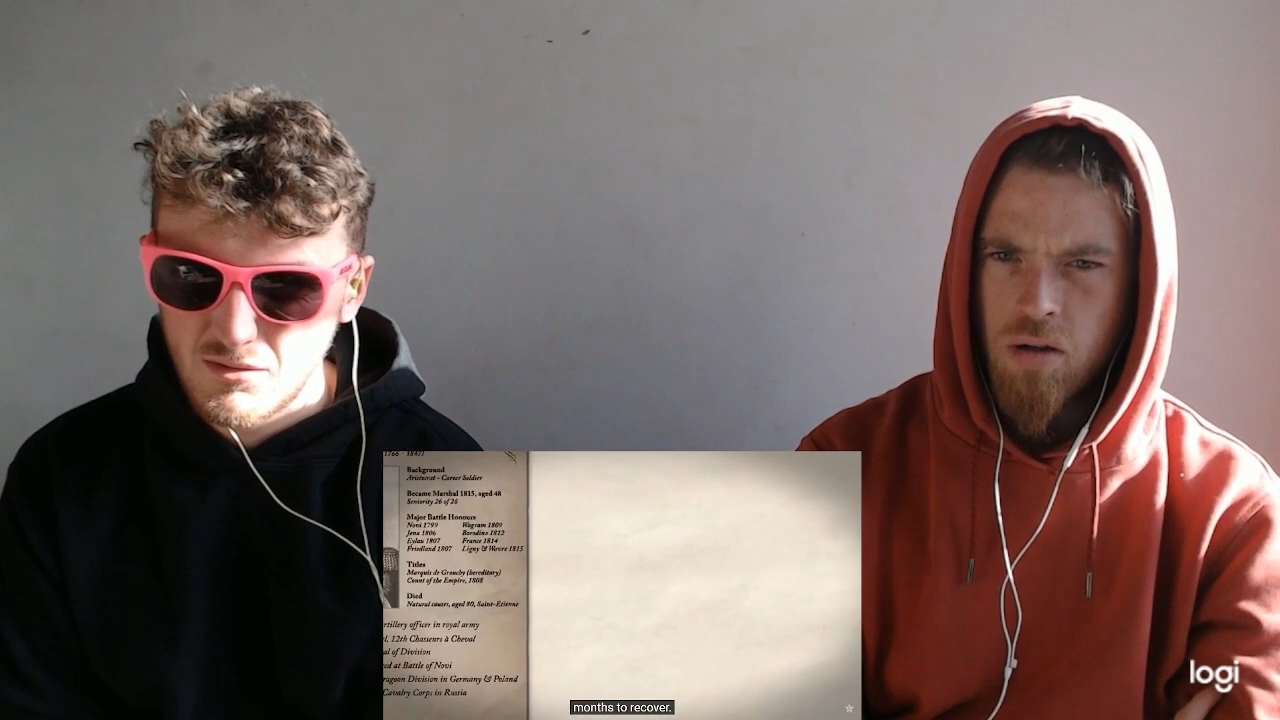 1766 - 1847)
Background
Aristocrat - Career Soldier
Became Marshal 1815, aged 48
Seniority 26 of 26
Major Battle Honours
Novi 1799 Wagram 1809
Jena 1806 Borodino 1812
Eylau 1807 France 1814
Friedland 1807 Ligny & Wavre 1815
Titles
Marquis de Grouchy (hereditary)
Count of the Empire, 1808
Died
Natural causes, aged 80, Saint-Etienne
rtillery officer in royal army
el, 12th Chasseurs à Cheval
al of Division
ed at Battle of Novi
ragoon Division in Germany & Poland
Cavalry Corps in Russia
months to recover.
logi